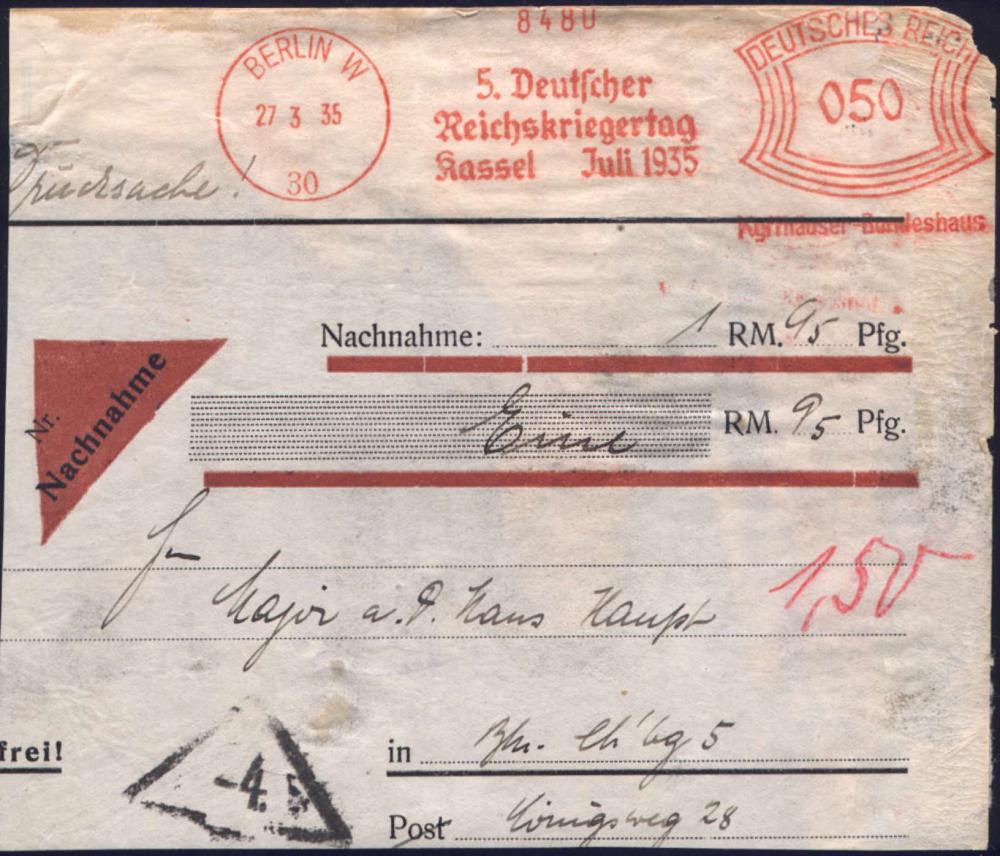 8480
BERLIN W
27 3 35
30
5. Deutscher
Reichskriegertag
Kassel Juli 1935
DEUTSCHES REICH
050
Drucksache!
Kyffhäuser-Bundeshaus
Nachnahme: 1 RM. 95 Pfg.
Nr.
Nachnahme
Eine RM. 95 Pfg.
Major a. D. Hans Haupt
1,50
frei!
-4. 5
in Bln. Ch'bg 5
Post Königsweg 28